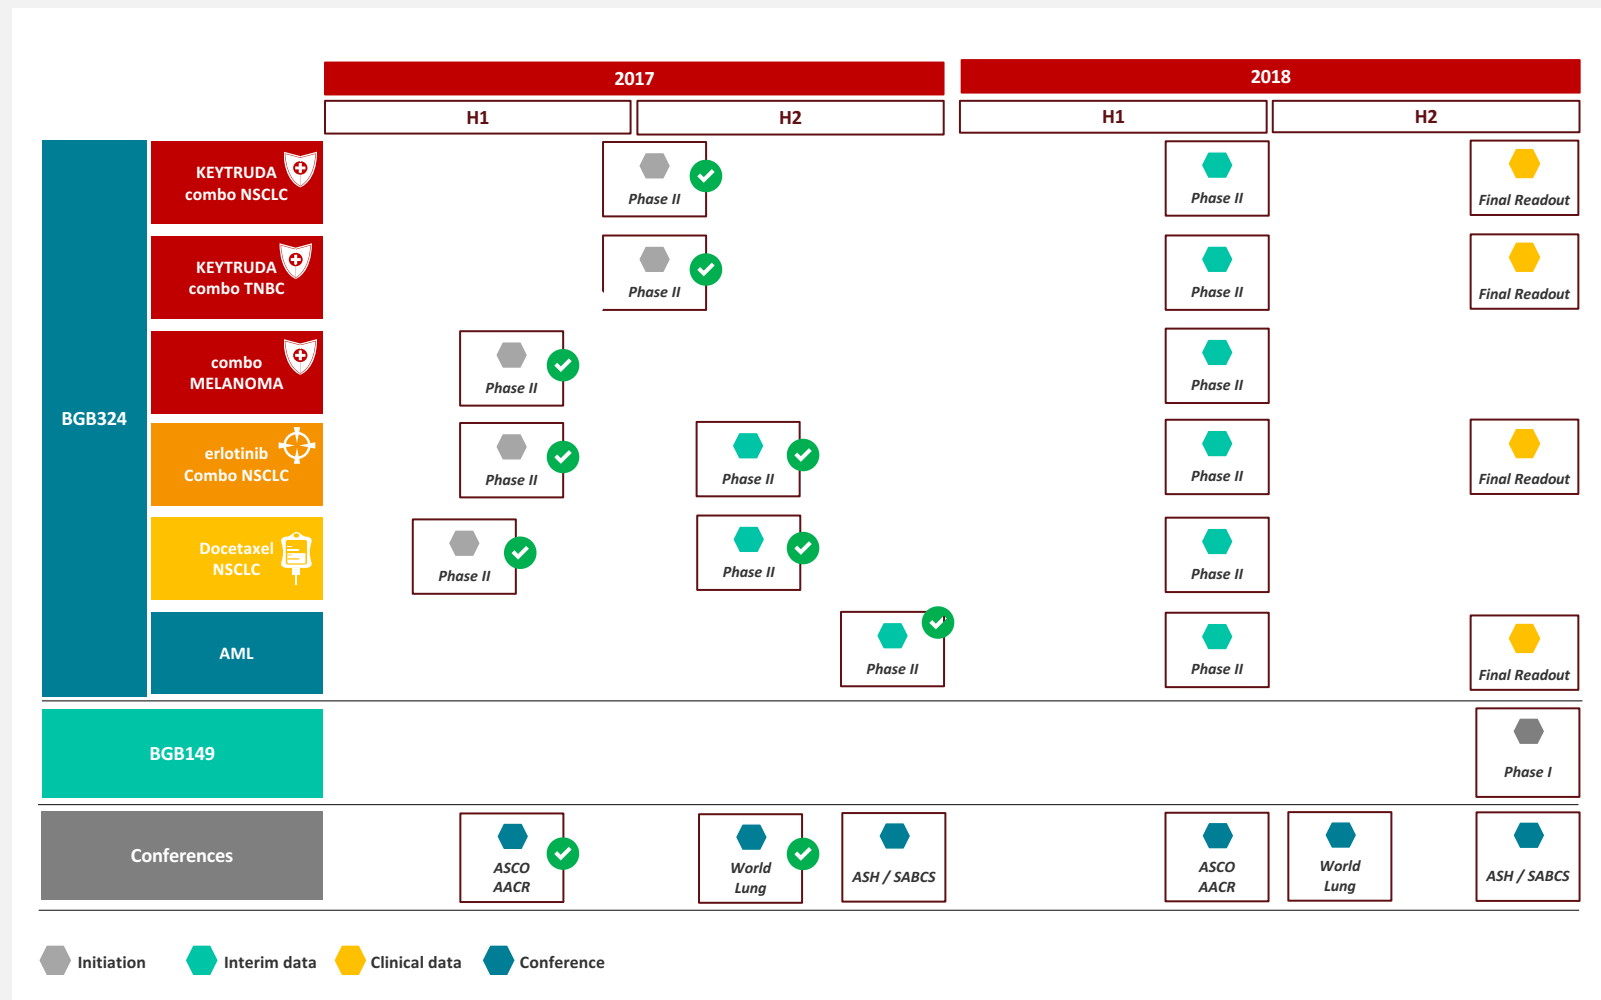 2017
2018
H1
H2
H1
H2
BGB324
KEYTRUDA
combo NSCLC
Phase II
Phase II
Final Readout
KEYTRUDA
combo TNBC
Phase II
Phase II
Final Readout
combo
MELANOMA
Phase II
Phase II
erlotinib
Combo NSCLC
Phase II
Phase II
Phase II
Final Readout
Docetaxel
NSCLC
Phase II
Phase II
Phase II
AML
Phase II
Phase II
Final Readout
BGB149
Phase I
Conferences
ASCO
AACR
World
Lung
ASH / SABCS
ASCO
AACR
World
Lung
ASH / SABCS
Initiation
Interim data
Clinical data
Conference